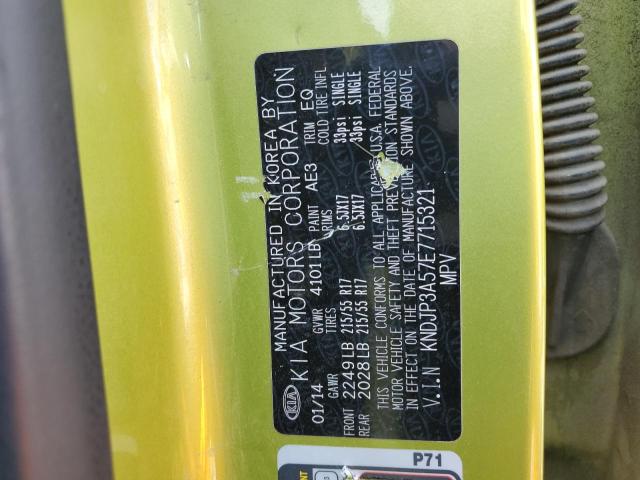 KIA
MANUFACTURED IN KOREA BY
KIA MOTORS CORPORATION
01/14 GVWR 4101LB PAINT AE3 TRIM EQ
GAWR TIRES RIMS COLD TIRE INFL
FRONT 2249LB 215/55 R17 6.5JX17 33psi SINGLE
REAR 2028LB 215/55 R17 6.5JX17 33psi SINGLE
THIS VEHICLE CONFORMS TO ALL U.S.A. FEDERAL
MOTOR VEHICLE SAFETY AND THEFT STANDARDS
IN EFFECT ON THE DATE OF MANUFACTURE SHOWN ABOVE.
V.I.N KNDJP3A57E7715321
MPV
P71